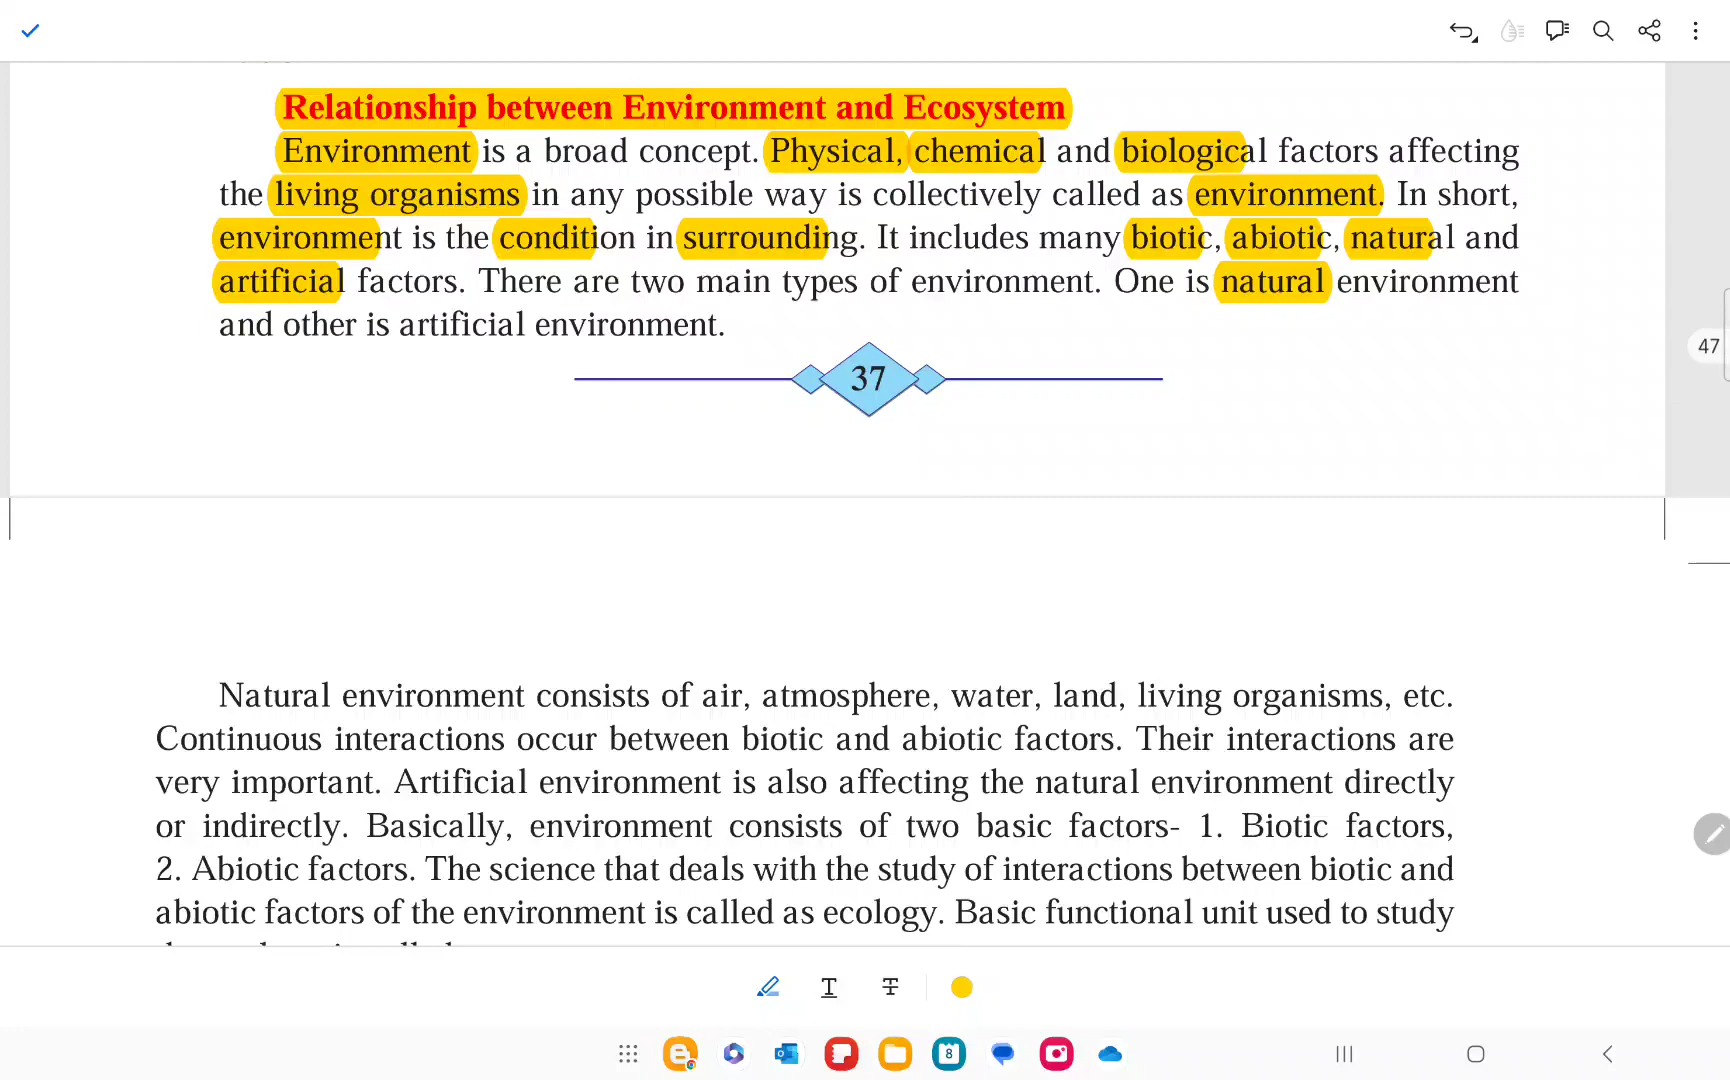 Relationship between Environment and Ecosystem
Environment is a broad concept. Physical, chemical and biological factors affecting
the living organisms in any possible way is collectively called as environment. In short,
environment is the condition in surrounding. It includes many biotic, abiotic, natural and
artificial factors. There are two main types of environment. One is natural environment
and other is artificial environment.
47
37
Natural environment consists of air, atmosphere, water, land, living organisms, etc.
Continuous interactions occur between biotic and abiotic factors. Their interactions are
very important. Artificial environment is also affecting the natural environment directly
or indirectly. Basically, environment consists of two basic factors- 1. Biotic factors,
2. Abiotic factors. The science that deals with the study of interactions between biotic and
abiotic factors of the environment is called as ecology. Basic functional unit used to study
8